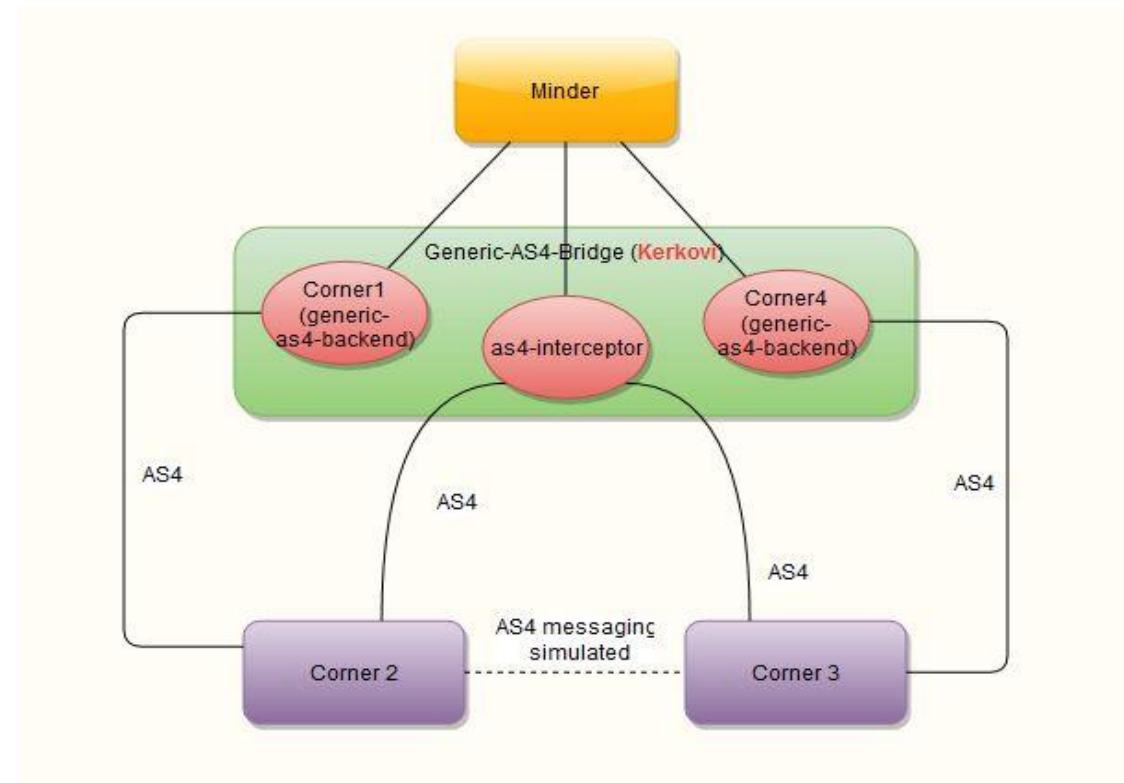 Minder
Generic-AS4-Bridge (Kerkovi)
Corner1
(generic-
as4-backend)
as4-interceptor
Corner4
(generic-
as4-backend)
AS4
AS4
AS4
AS4
AS4 messaging
simulated
Corner 2
Corner 3